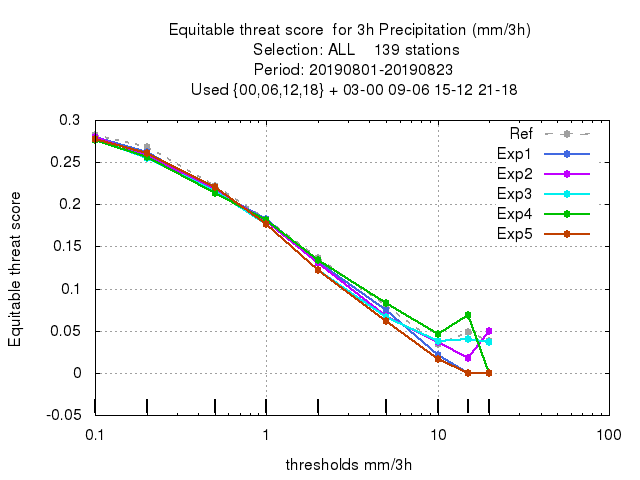 Equitable threat score  for 3h Precipitation (mm/3h)
Selection: ALL    139 stations
Period: 20190801-20190823
Used {00,06,12,18} + 03-00 09-06 15-12 21-18
0.3
0.25
0.2
0.15
0.1
0.05
0
-0.05
Equitable threat score
Ref
Exp1
Exp2
Exp3
Exp4
Exp5
0.1 1 10 100
thresholds mm/3h